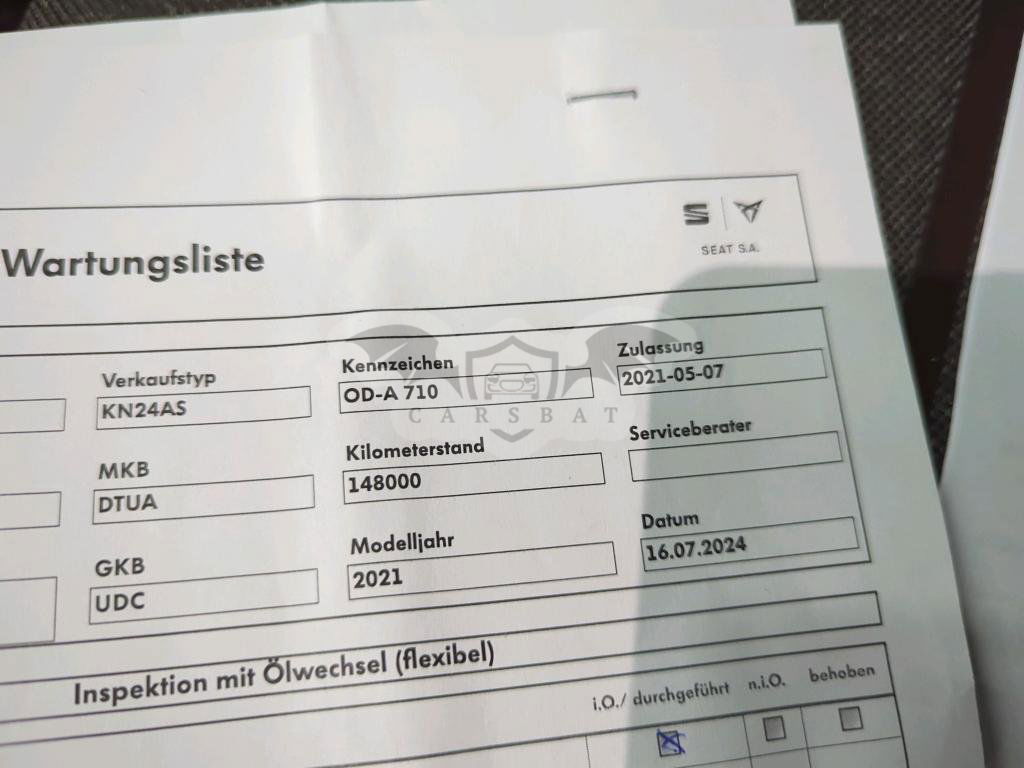 SEAT S.A.
Wartungsliste
Verkaufstyp
KN24AS
Kennzeichen
OD-A 710
Zulassung
2021-05-07
CARSBAT
MKB
DTUA
Kilometerstand
148000
Serviceberater
GKB
UDC
Modelljahr
2021
Datum
16.07.2024
Inspektion mit Ölwechsel (flexibel)
i.O./ durchgeführt n.i.O. behoben